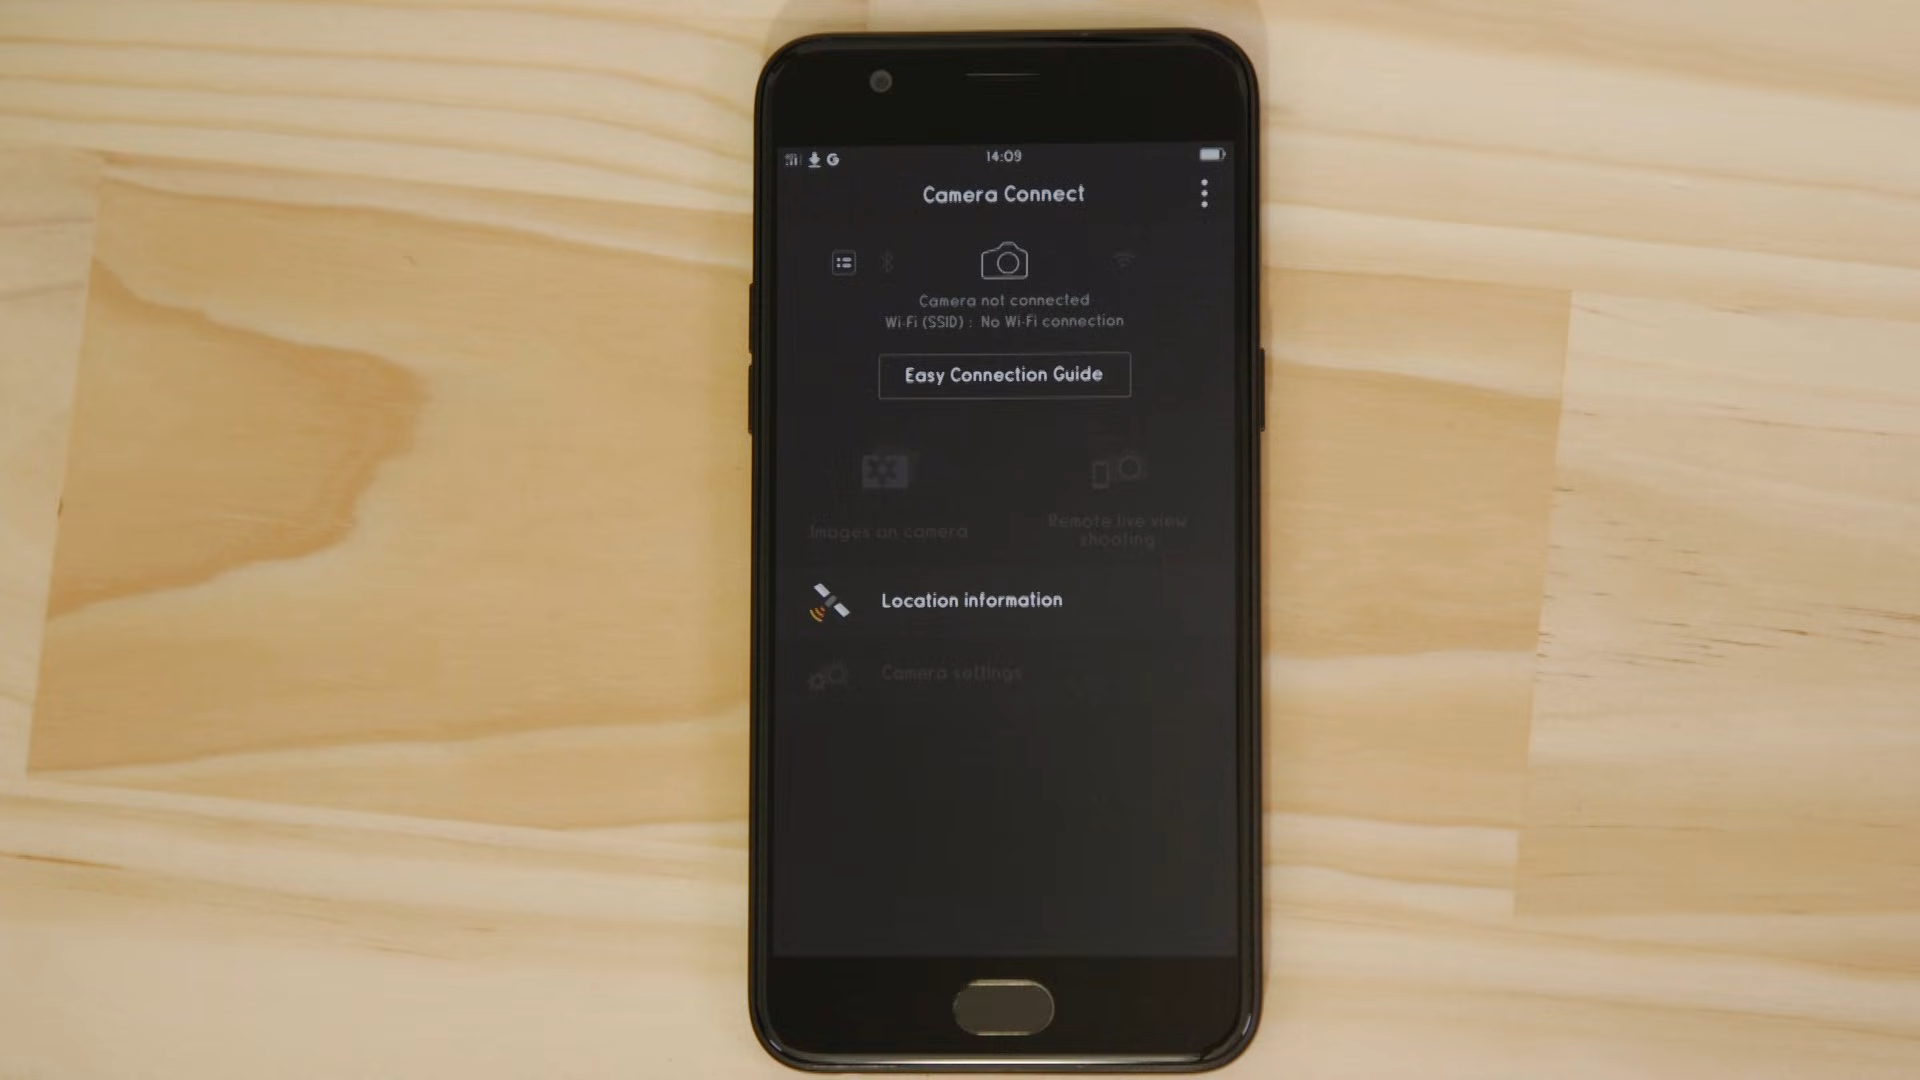 14:09
Camera Connect
Camera not connected
Wi-Fi (SSID) : No Wi-Fi connection
Easy Connection Guide
Images on camera
Remote live view
shooting
Location information
Camera settings